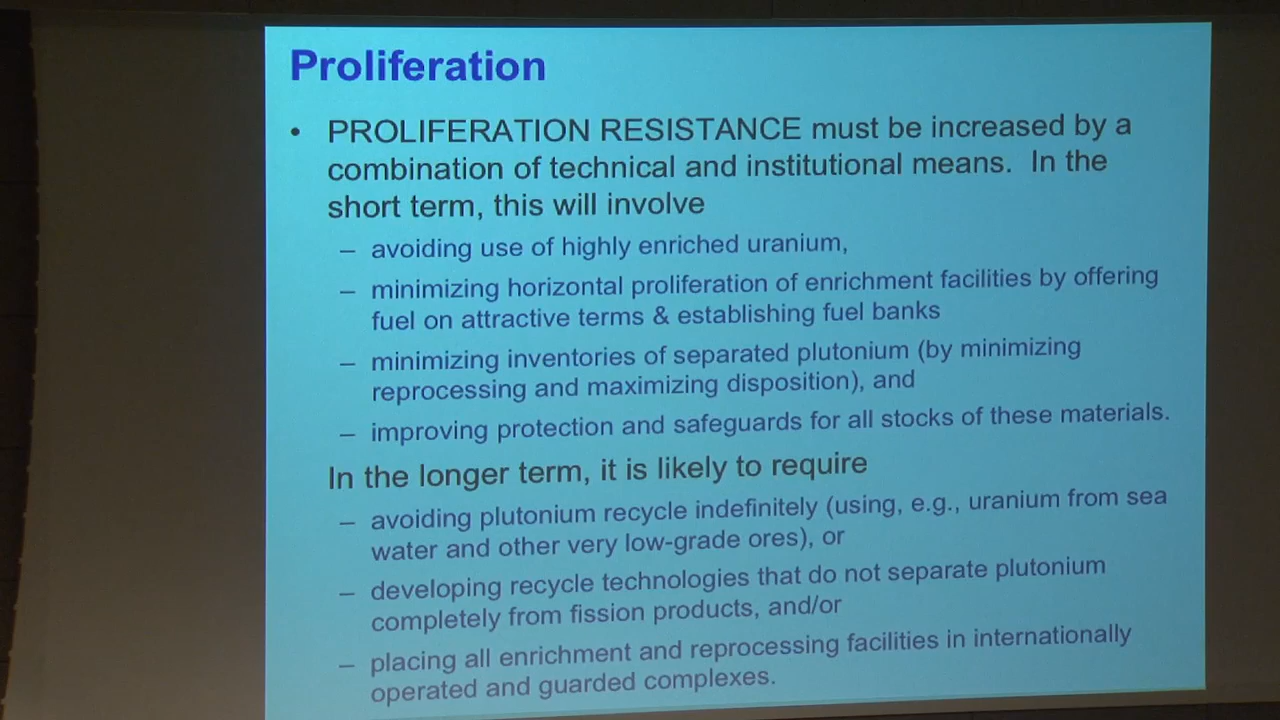 Proliferation
• PROLIFERATION RESISTANCE must be increased by a
combination of technical and institutional means. In the
short term, this will involve
– avoiding use of highly enriched uranium,
– minimizing horizontal proliferation of enrichment facilities by offering
fuel on attractive terms & establishing fuel banks
– minimizing inventories of separated plutonium (by minimizing
reprocessing and maximizing disposition), and
– improving protection and safeguards for all stocks of these materials.
In the longer term, it is likely to require
– avoiding plutonium recycle indefinitely (using, e.g., uranium from sea
water and other very low-grade ores), or
– developing recycle technologies that do not separate plutonium
completely from fission products, and/or
– placing all enrichment and reprocessing facilities in internationally
operated and guarded complexes.